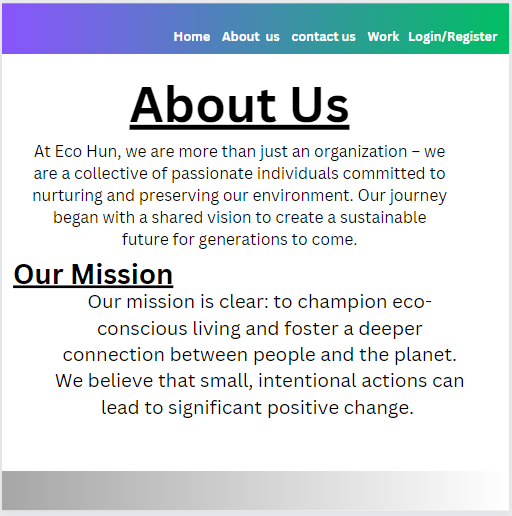 Home About us contact us Work Login/Register
About Us
At Eco Hun, we are more than just an organization – we
are a collective of passionate individuals committed to
nurturing and preserving our environment. Our journey
began with a shared vision to create a sustainable
future for generations to come.
Our Mission
Our mission is clear: to champion eco-
conscious living and foster a deeper
connection between people and the planet.
We believe that small, intentional actions can
lead to significant positive change.